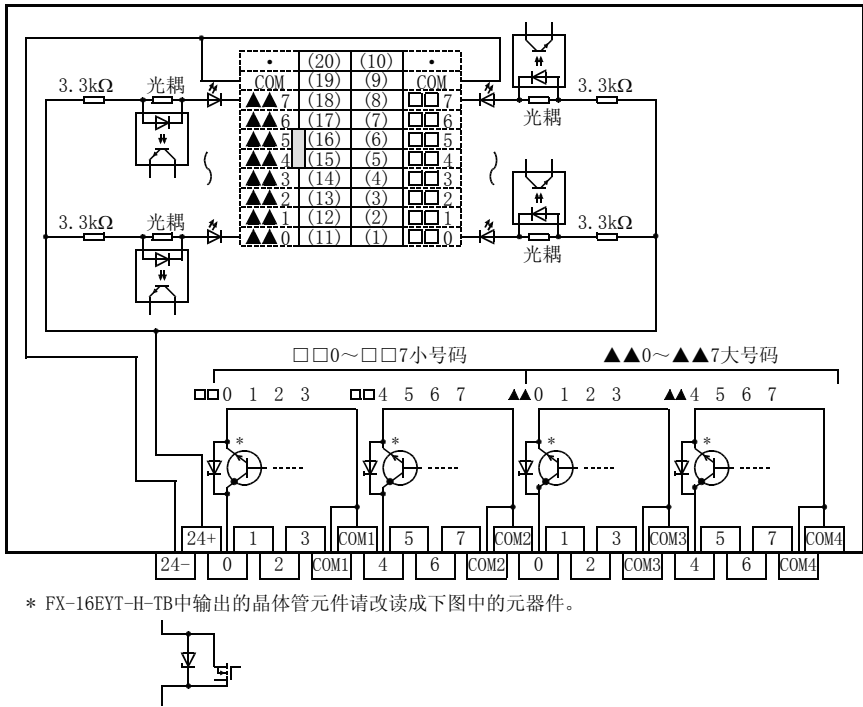 • (20) (10) •
COM (19) (9)
3.3kΩ 光耦 ▲▲7 (18) (8) □□7 光耦 3.3kΩ
▲▲6 (17) (7) □□6
▲▲5 (16) (6) □□5
▲▲4 (15) (5) □□4
▲▲3 (14) (4) □□3
▲▲2 (13) (3) □□2
▲▲1 (12) (2) □□1
3.3kΩ 光耦 ▲▲0 (11) (1) □□0 光耦 3.3kΩ
□□0～□□7小号码 ▲▲0～▲▲7大号码
□□0 1 2 3 □□4 5 6 7 ▲▲0 1 2 3 ▲▲4 5 6 7
* * * *
24+ 1 3 COM1 5 7 COM2 1 3 COM3 5 7 COM4
24- 0 2 COM1 4 6 COM2 0 2 COM3 4 6 COM4
* FX-16EYT-H-TB中输出的晶体管元件请改读成下图中的元器件。